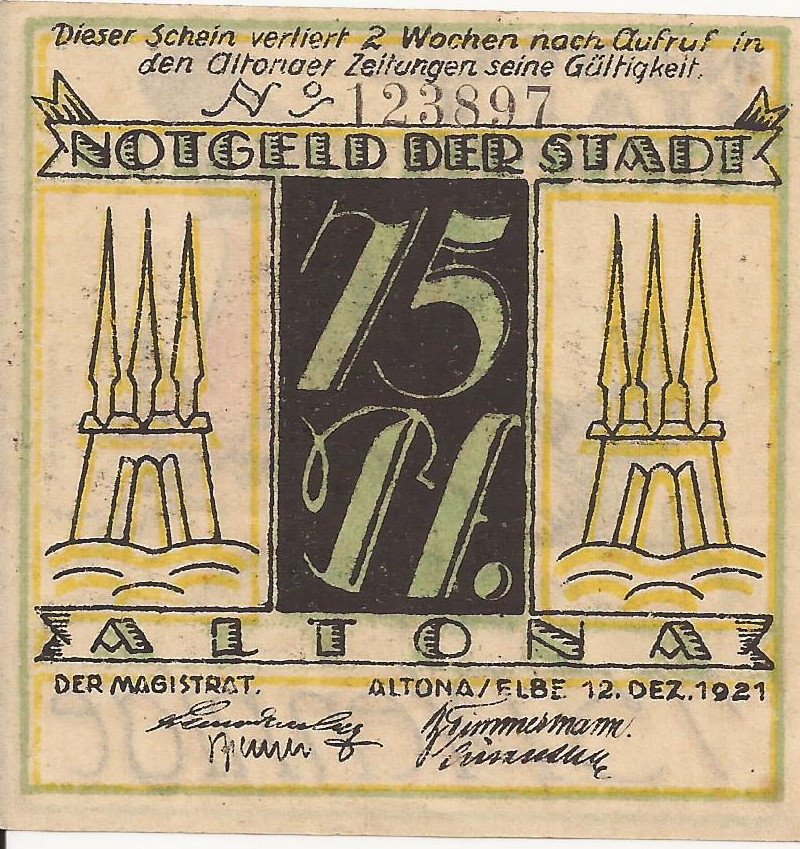 Dieser Schein verliert 2 Wochen nach Aufruf in
den Altonaer Zeitungen seine Gültigkeit.
No 123897
NOTGELD DER STADT
75
Pf.
ALTONA
DER MAGISTRAT. ALTONA/ELBE 12. DEZ. 1921
Timmermann.